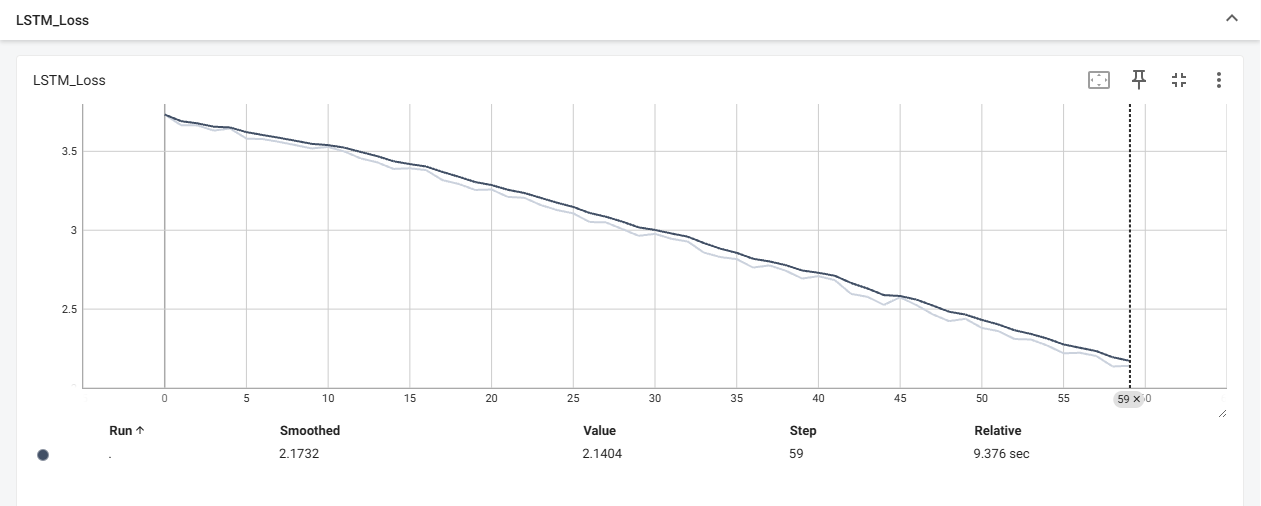 LSTM_Loss
LSTM_Loss
3.5
3
2.5
0 5 10 15 20 25 30 35 40 45 50 55 59 × 60
Run ↑ Smoothed Value Step Relative
. 2.1732 2.1404 59 9.376 sec